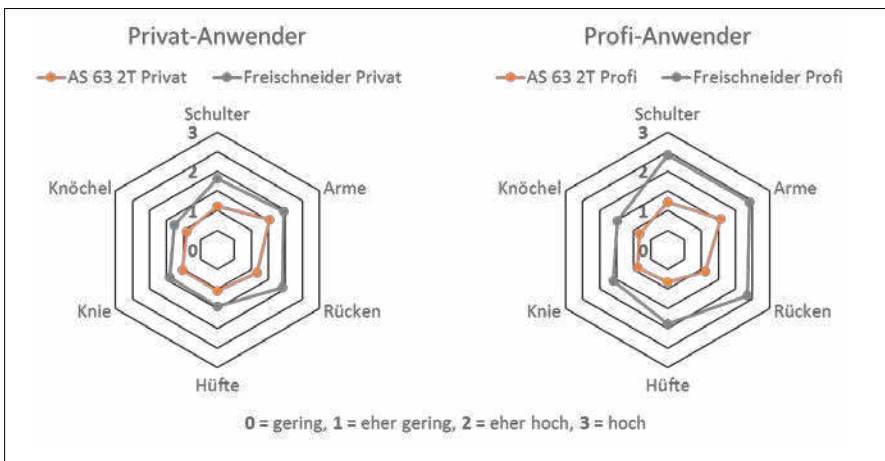 Privat-Anwender
AS 63 2T Privat Freischneider Privat
Schulter
3
2
1
0
Arme
Rücken
Hüfte
Knie
Knöchel
Profi-Anwender
AS 63 2T Profi Freischneider Profi
Schulter
3
2
1
0
Arme
Rücken
Hüfte
Knie
Knöchel
0 = gering, 1 = eher gering, 2 = eher hoch, 3 = hoch